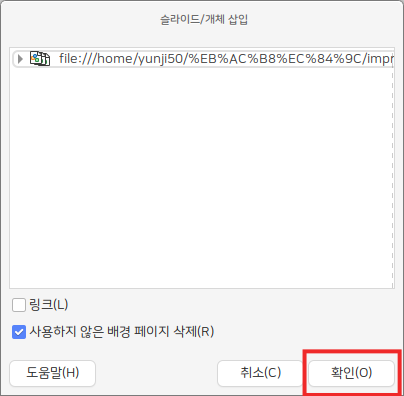 슬라이드/개체 삽입
file:///home/yunji50/%EB%AC%B8%EC%84%9C/impr
링크(L)
사용하지 않은 배경 페이지 삭제(R)
도움말(H)
취소(C)
확인(O)